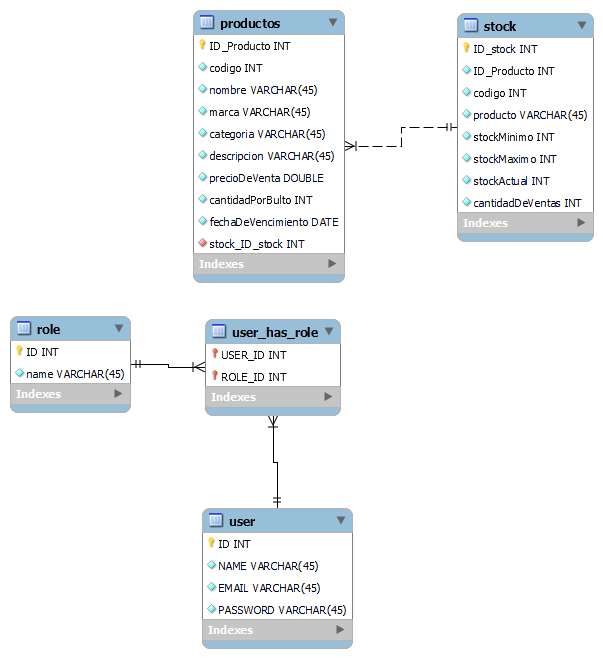 productos
ID_Producto INT
codigo INT
nombre VARCHAR(45)
marca VARCHAR(45)
categoria VARCHAR(45)
descripcion VARCHAR(45)
precioDeVenta DOUBLE
cantidadPorBulto INT
fechaDeVencimiento DATE
stock_ID_stock INT
Indexes
stock
ID_stock INT
ID_Producto INT
codigo INT
producto VARCHAR(45)
stockMinimo INT
stockMaximo INT
stockActual INT
cantidadDeVentas INT
Indexes
role
ID INT
name VARCHAR(45)
Indexes
user_has_role
USER_ID INT
ROLE_ID INT
Indexes
user
ID INT
NAME VARCHAR(45)
EMAIL VARCHAR(45)
PASSWORD VARCHAR(45)
Indexes